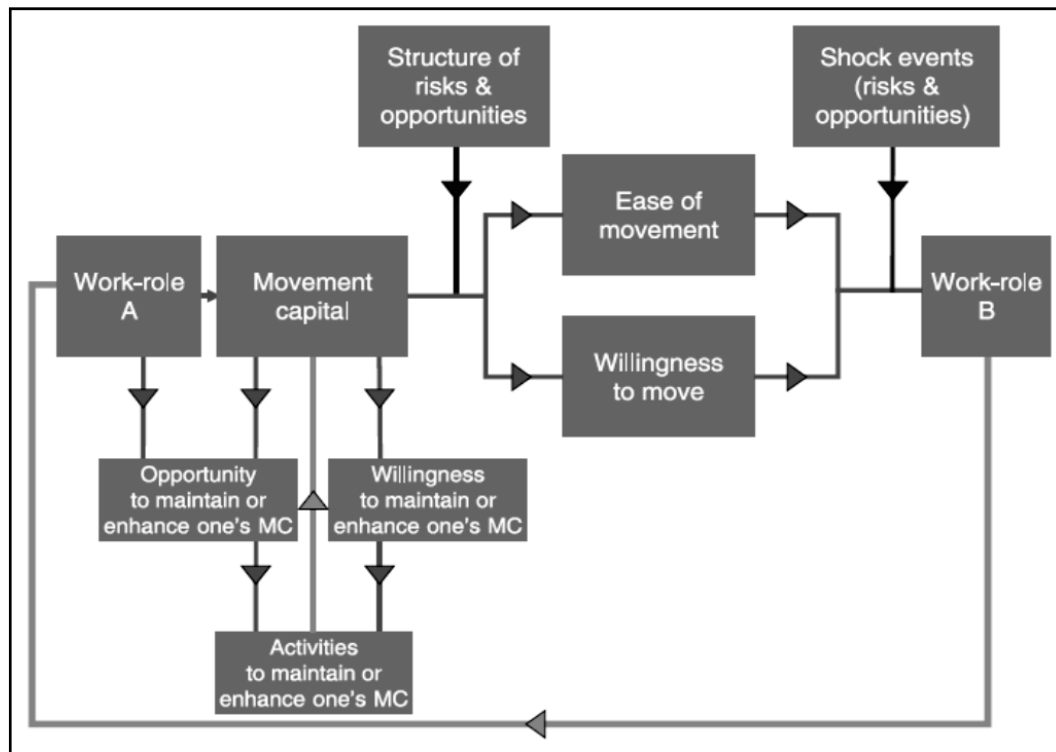 Structure of
risks &
opportunities
Shock events
(risks &
opportunities)
Ease of
movement
Work-role
A
Movement
capital
Work-role
B
Willingness
to move
Opportunity
to maintain or
enhance one's MC
Willingness
to maintain or
enhance one's MC
Activities
to maintain or
enhance one's MC